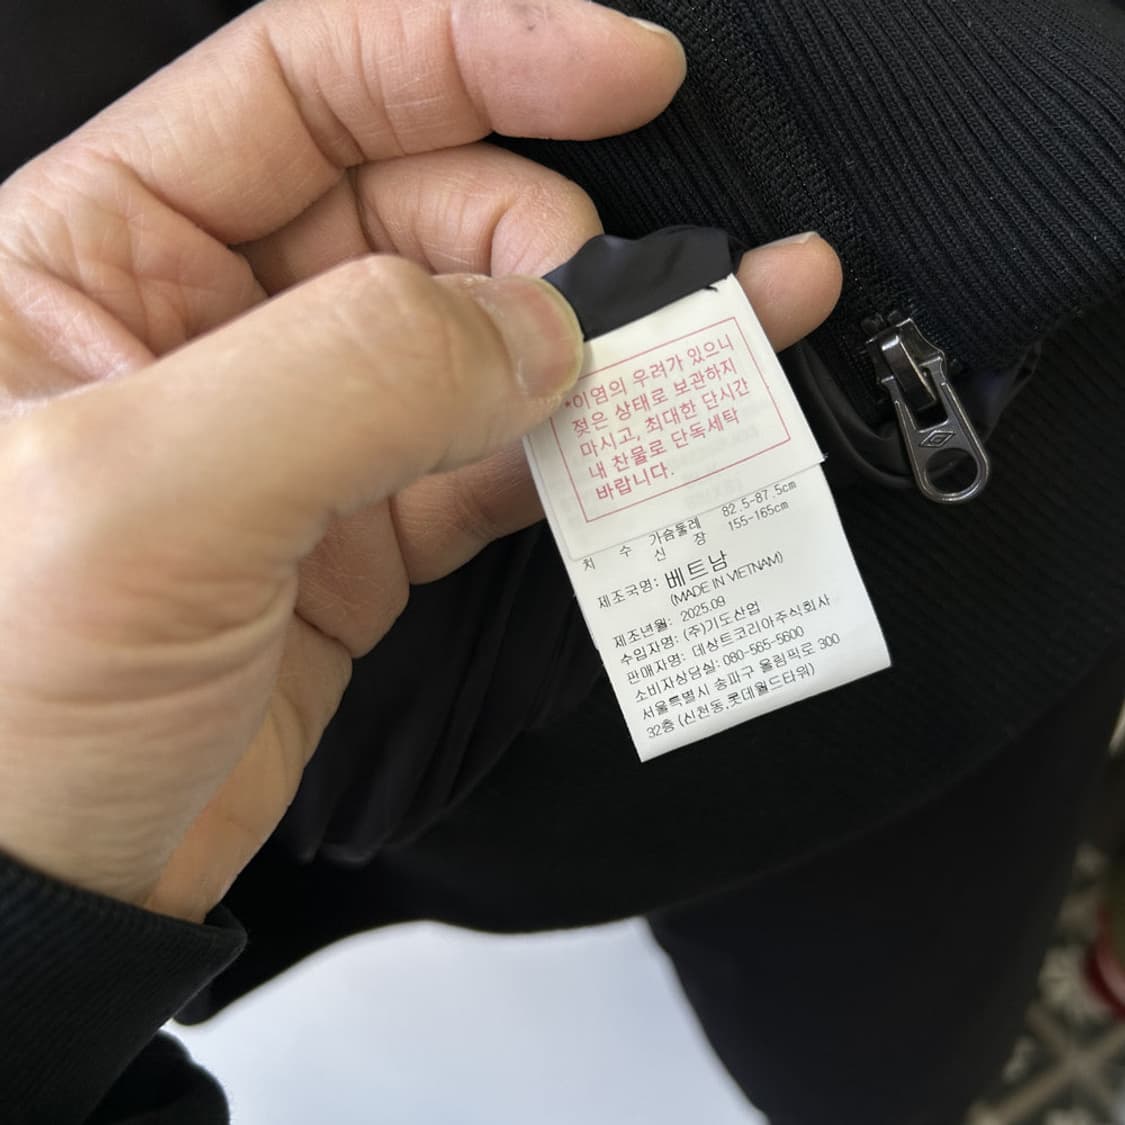 *이염의 우려가 있으니
젖은 상태로 보관하지
마시고, 최대한 단시간
내 찬물로 단독세탁
바랍니다.
치 수 가슴둘레 82.5-87.5cm
신 장 155-165cm
제조국명: 베트남
(MADE IN VIETNAM)
제조년월: 2025.09
수입자명: (주)기도산업
판매자명: 데상트코리아주식회사
소비자상담실: 080-565-5600
서울특별시 송파구 올림픽로 300
32층 (신천동,롯데월드타워)